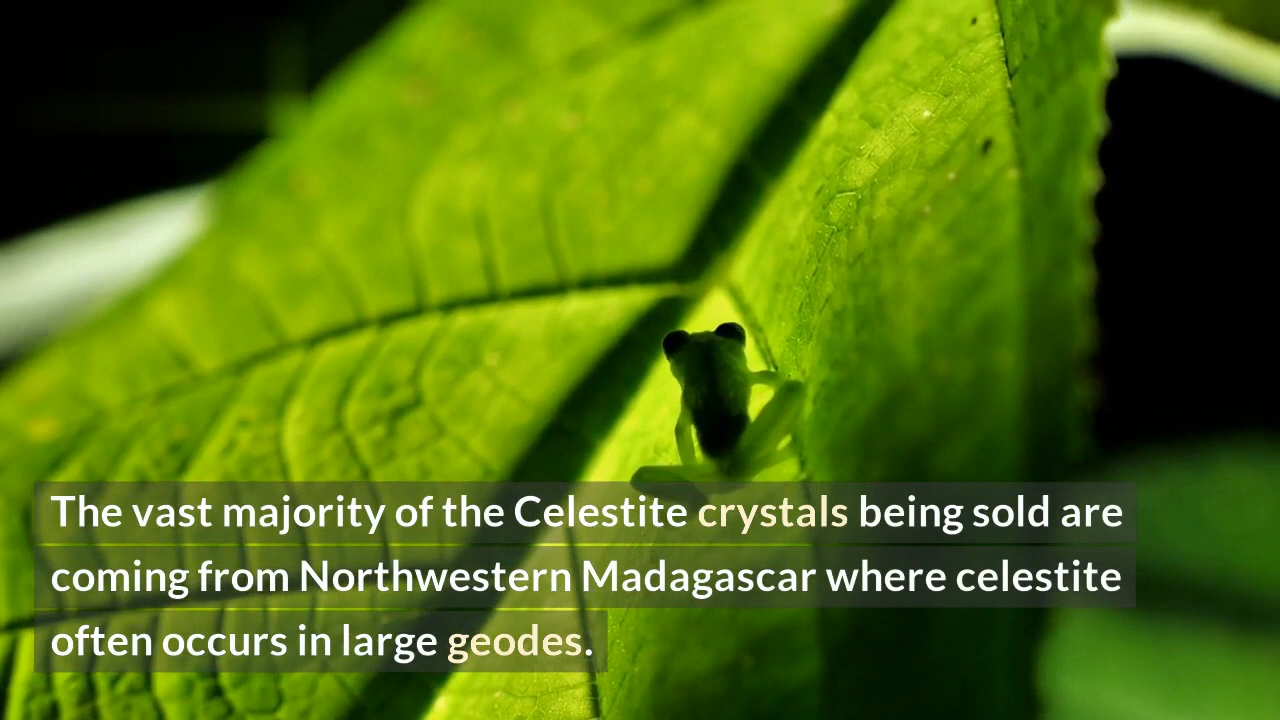 The vast majority of the Celestite crystals being sold are
coming from Northwestern Madagascar where celestite
often occurs in large geodes.